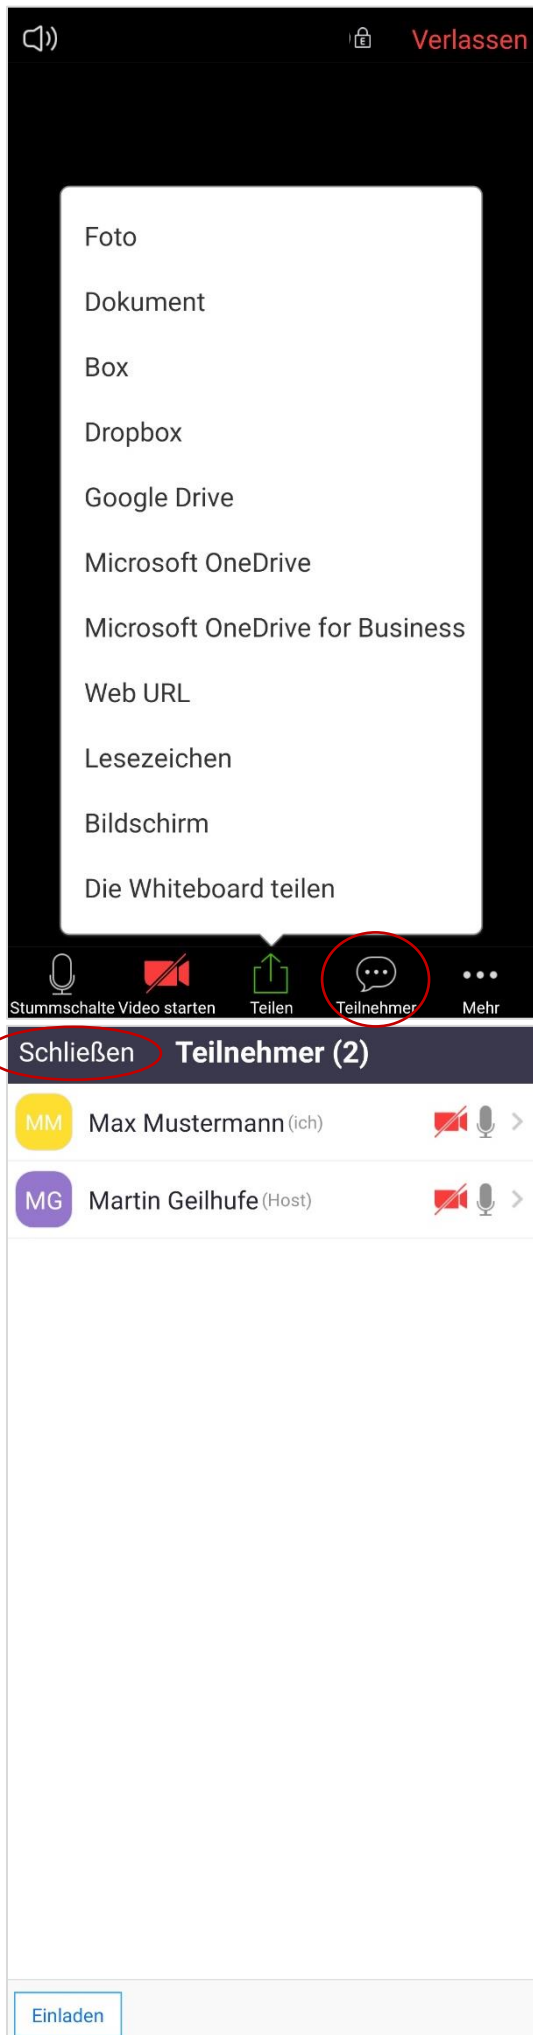 Verlassen
Foto
Dokument
Box
Dropbox
Google Drive
Microsoft OneDrive
Microsoft OneDrive for Business
Web URL
Lesezeichen
Bildschirm
Die Whiteboard teilen
Stummschalte Video starten Teilen Teilnehmer Mehr
Schließen Teilnehmer (2)
MM Max Mustermann (ich)
MG Martin Geilhufe (Host)
Einladen